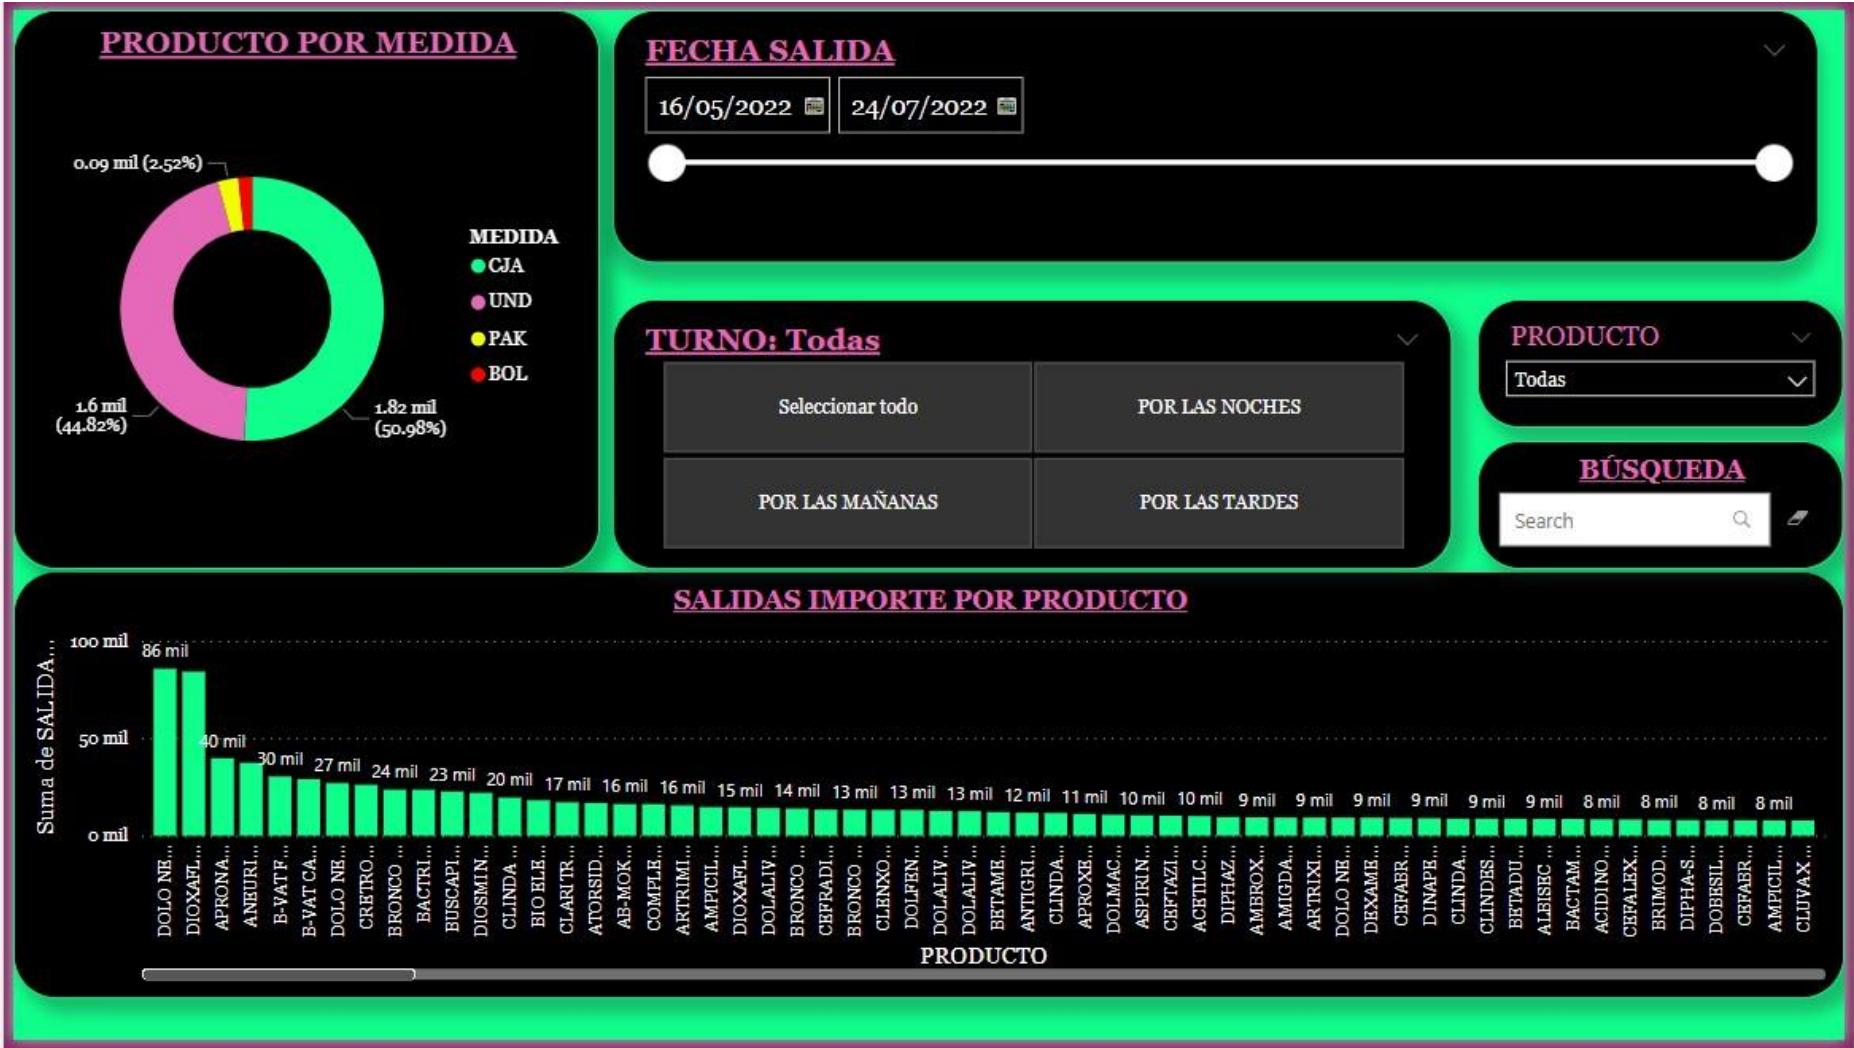 PRODUCTO POR MEDIDA
0.09 mil (2.52%)
1.6 mil
(44.82%)
1.82 mil
(50.98%)
MEDIDA
CJA
UND
PAK
BOL
FECHA SALIDA
16/05/2022
24/07/2022
TURNO: Todas
Seleccionar todo
POR LAS NOCHES
POR LAS MAÑANAS
POR LAS TARDES
PRODUCTO
Todas
BÚSQUEDA
Search
SALIDAS IMPORTE POR PRODUCTO
Suma de SALIDA...
100 mil
50 mil
0 mil
86 mil
40 mil
30 mil
27 mil
24 mil
23 mil
20 mil
17 mil
16 mil
16 mil
15 mil
14 mil
13 mil
13 mil
13 mil
12 mil
11 mil
10 mil
10 mil
9 mil
9 mil
9 mil
9 mil
9 mil
9 mil
8 mil
8 mil
8 mil
8 mil
DOLO NE...
DIOXAFL...
APRONA...
ANEURI...
B-VAT F...
B-VAT CA...
DOLO NE...
CRETRO...
BRONCO ...
BACTRI...
BUSCAPI...
DIOSMIN...
CLINDA ...
BIO ELE...
CLARITR...
ATORSID...
AB-MOK...
COMPLE...
ARTRIMI...
AMPICIL...
DIOXAFL...
DOLALIV...
BRONCO ...
CEFRADI...
BRONCO ...
CLENXO...
DOLFEN...
DOLALIV...
DOLALIV...
BETAME...
ANTIGRI...
CLINDA...
APROXE...
DOLMAC...
ASPIRIN...
CEFTAZI...
ACETILC...
DIPHAZ...
AMBROX...
AMIGDA...
ARTRIXI...
DOLO NE...
DEXAME...
CEFABR...
DINAPE...
CLINDA...
CLINDES...
BETADU...
ALBISEC ...
BACTAM...
ACIDINO...
CEFALEX...
BRIMOD...
DIPHA-S...
DOBESIL...
CEFABR...
AMPICIL...
CLUVAX...
PRODUCTO